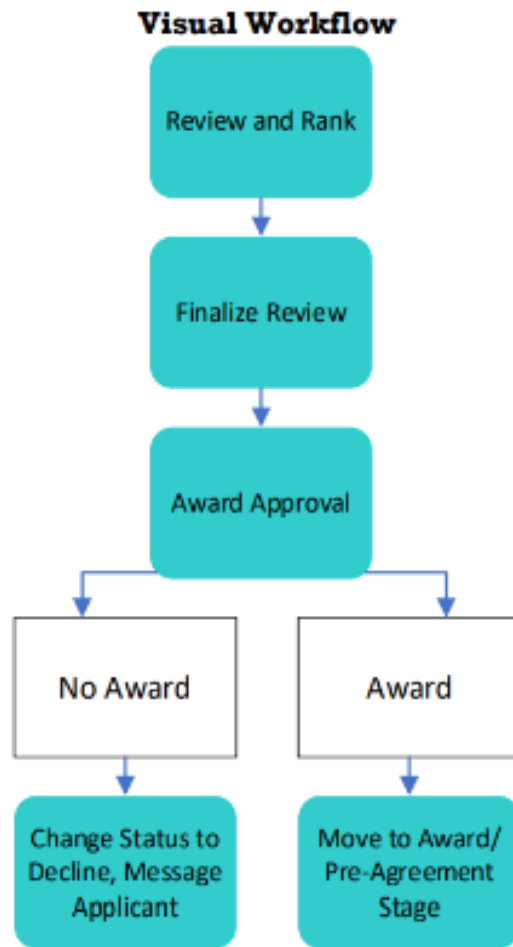 Visual Workflow
Review and Rank
Finalize Review
Award Approval
No Award
Award
Change Status to
Decline, Message
Applicant
Move to Award/
Pre-Agreement
Stage